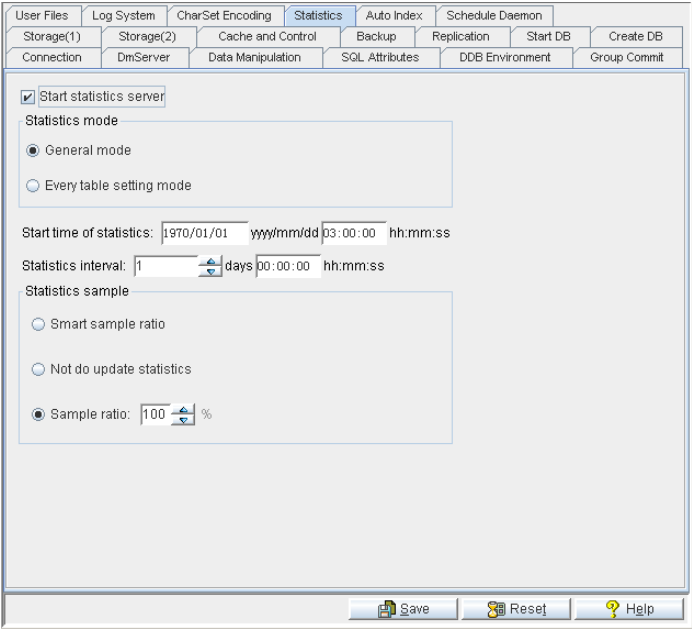 User Files Log System CharSet Encoding Statistics Auto Index Schedule Daemon
Storage(1) Storage(2) Cache and Control Backup Replication Start DB Create DB
Connection DmServer Data Manipulation SQL Attributes DDB Environment Group Commit
Start statistics server
Statistics mode
General mode
Every table setting mode
Start time of statistics: 1970/01/01 yyyy/mm/dd 03:00:00 hh:mm:ss
Statistics interval: 1 days 00:00:00 hh:mm:ss
Statistics sample
Smart sample ratio
Not do update statistics
Sample ratio: 100 %
Save Reset Help